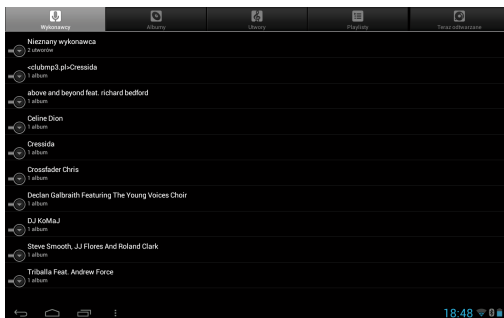 Wykonawcy
Albumy
Utwory
Playlisty
Teraz odtwarzane
Nieznany wykonawca
2 utworów
<clubmp3.pl>Cressida
1 album
above and beyond feat. richard bedford
1 album
Celine Dion
1 album
Cressida
1 album
Crossfader Chris
1 album
Declan Galbraith Featuring The Young Voices Choir
1 album
DJ KoMaJ
1 album
Steve Smooth, JJ Flores And Roland Clark
1 album
Triballa Feat. Andrew Force
1 album
18:48